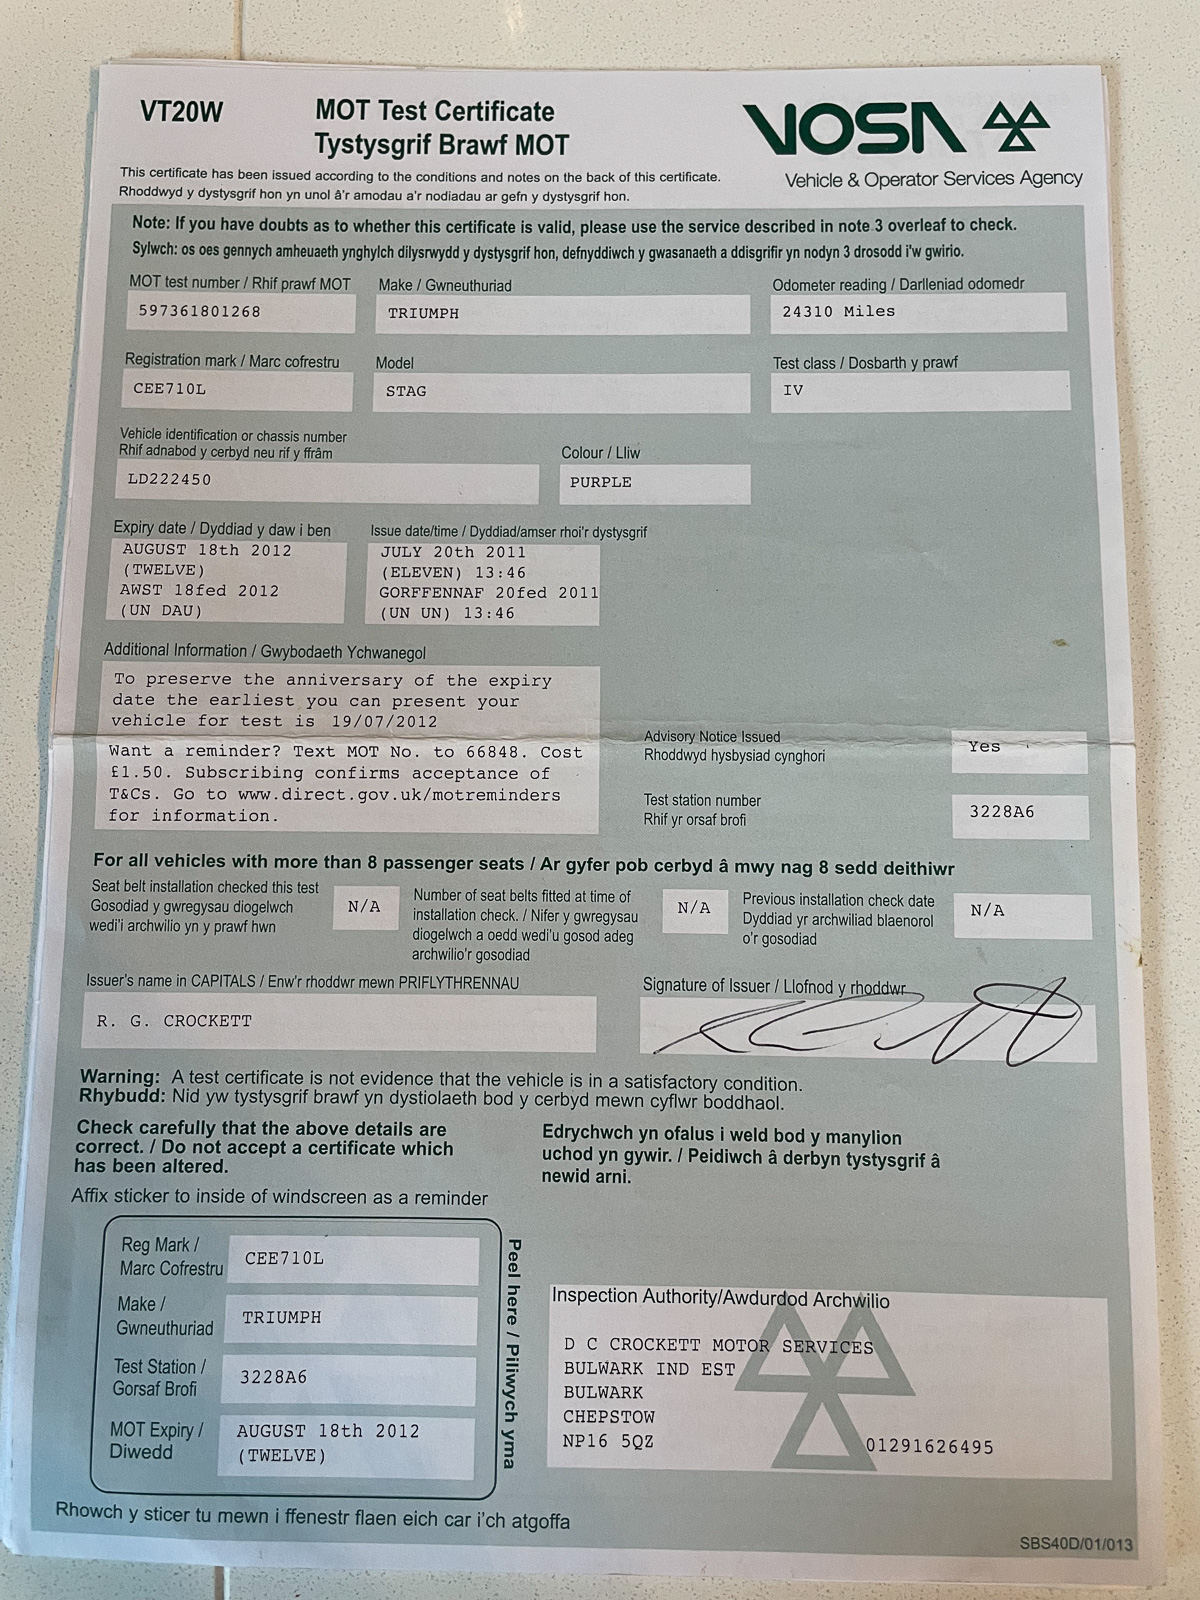 VT20W
MOT Test Certificate
Tystysgrif Brawf MOT
VOSA
Vehicle & Operator Services Agency
This certificate has been issued according to the conditions and notes on the back of this certificate.
Rhoddwyd y dystysgrif hon yn unol â'r amodau a'r nodiadau ar gefn y dystysgrif hon.
Note: If you have doubts as to whether this certificate is valid, please use the service described in note 3 overleaf to check.
Sylwch: os oes gennych amheuaeth ynghylch dilysrwydd y dystysgrif hon, defnyddiwch y gwasanaeth a ddisgrifir yn nodyn 3 drosodd i'w gwirio.
MOT test number / Rhif prawf MOT
597361801268
Make / Gwneuthuriad
TRIUMPH
Odometer reading / Darlleniad odomedr
24310 Miles
Registration mark / Marc cofrestru
CEE710L
Model
STAG
Test class / Dosbarth y prawf
IV
Vehicle identification or chassis number
Rhif adnabod y cerbyd neu rif y ffrâm
LD222450
Colour / Lliw
PURPLE
Expiry date / Dyddiad y daw i ben
AUGUST 18th 2012
(TWELVE)
AWST 18fed 2012
(UN DAU)
Issue date/time / Dyddiad/amser rhoi'r dystysgrif
JULY 20th 2011
(ELEVEN) 13:46
GORFFENNAF 20fed 2011
(UN UN) 13:46
Additional Information / Gwybodaeth Ychwanegol
To preserve the anniversary of the expiry
date the earliest you can present your
vehicle for test is 19/07/2012
Want a reminder? Text MOT No. to 66848. Cost
£1.50. Subscribing confirms acceptance of
T&Cs. Go to www.direct.gov.uk/motreminders
for information.
Advisory Notice Issued
Rhoddwyd hysbysiad cynghori
Yes
Test station number
Rhif yr orsaf brofi
3228A6
For all vehicles with more than 8 passenger seats / Ar gyfer pob cerbyd â mwy nag 8 sedd deithiwr
Seat belt installation checked this test
Gosodiad y gwregysau diogelwch
wedi'i archwilio yn y prawf hwn
N/A
Number of seat belts fitted at time of
installation check. / Nifer y gwregysau
diogelwch a oedd wedi'u gosod adeg
archwilio'r gosodiad
N/A
Previous installation check date
Dyddiad yr archwiliad blaenorol
o'r gosodiad
N/A
Issuer's name in CAPITALS / Enw'r rhoddwr mewn PRIFLYTHRENNAU
R. G. CROCKETT
Signature of Issuer / Llofnod y rhoddwr
Warning: A test certificate is not evidence that the vehicle is in a satisfactory condition.
Rhybudd: Nid yw tystysgrif brawf yn dystiolaeth bod y cerbyd mewn cyflwr boddhaol.
Check carefully that the above details are
correct. / Do not accept a certificate which
has been altered.
Edrychwch yn ofalus i weld bod y manylion
uchod yn gywir. / Peidiwch â derbyn tystysgrif â
newid arni.
Affix sticker to inside of windscreen as a reminder
Reg Mark /
Marc Cofrestru
CEE710L
Make /
Gwneuthuriad
TRIUMPH
Test Station /
Gorsaf Brofi
3228A6
MOT Expiry /
Diwedd
AUGUST 18th 2012
(TWELVE)
Peel here / Piliwych yma
Inspection Authority/Awdurdod Archwilio
D C CROCKETT MOTOR SERVICES
BULWARK IND EST
BULWARK
CHEPSTOW
NP16 5QZ
01291626495
Rhowch y sticer tu mewn i ffenestr flaen eich car i'ch atgoffa
SBS40D/01/013